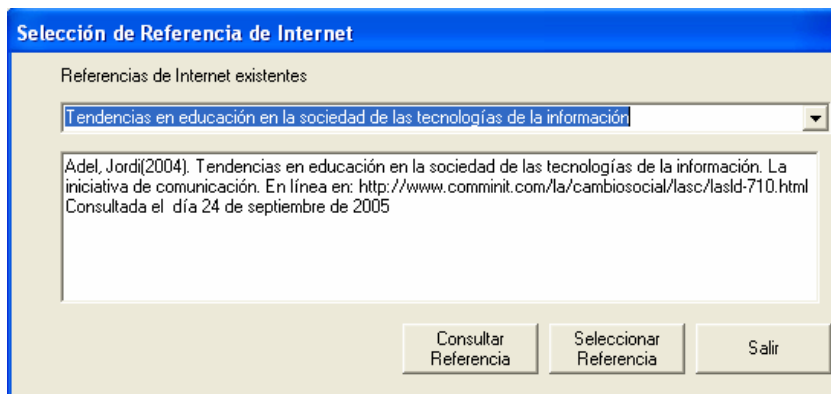 Selección de Referencia de Internet
Referencias de Internet existentes
Tendencias en educación en la sociedad de las tecnologías de la información
Adel, Jordi(2004). Tendencias en educación en la sociedad de las tecnologías de la información. La
iniciativa de comunicación. En línea en: http://www.comminit.com/la/cambiosocial/lasc/lasld-710.html
Consultada el  día 24 de septiembre de 2005
Consultar
Referencia
Seleccionar
Referencia
Salir